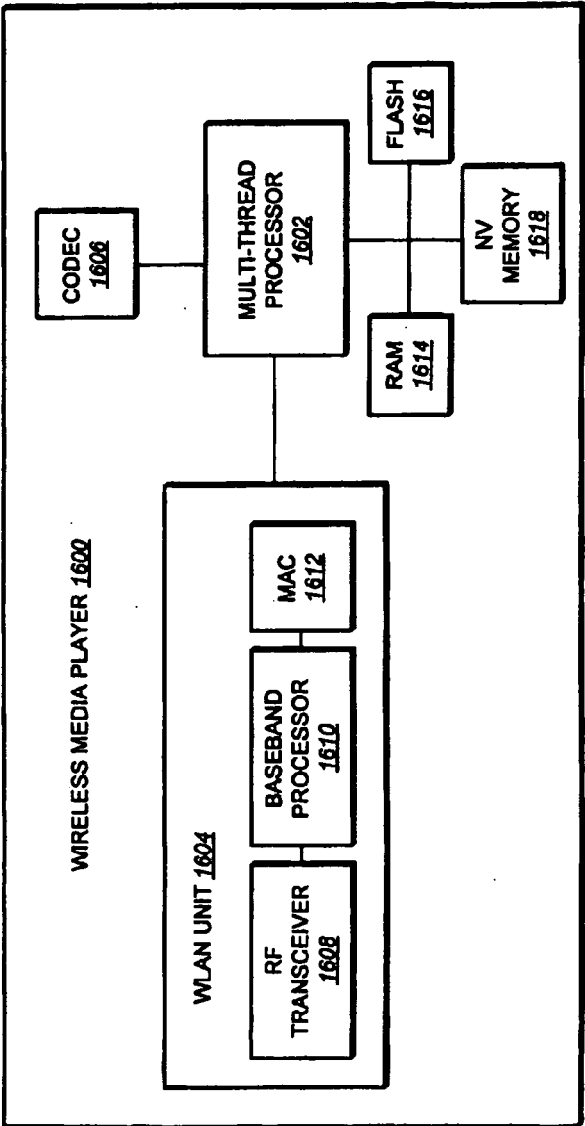 WIRELESS MEDIA PLAYER 1600
WLAN UNIT 1604
RF
TRANSCEIVER
1608
BASEBAND
PROCESSOR
1610
MAC
1612
CODEC
1606
MULTI-THREAD
PROCESSOR
1602
RAM
1614
FLASH
1616
NV
MEMORY
1618